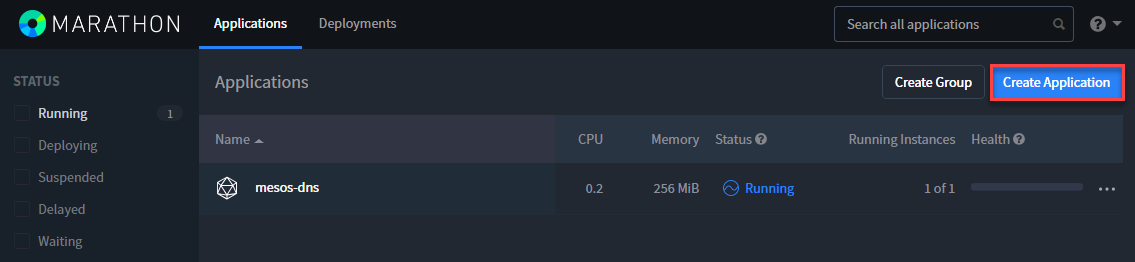 MARATHON Applications Deployments Search all applications ?
STATUS Applications Create Group Create Application
Running 1
Name CPU Memory Status ? Running Instances Health ?
Deploying
Suspended mesos-dns 0.2 256 MiB Running 1 of 1 ...
Delayed
Waiting